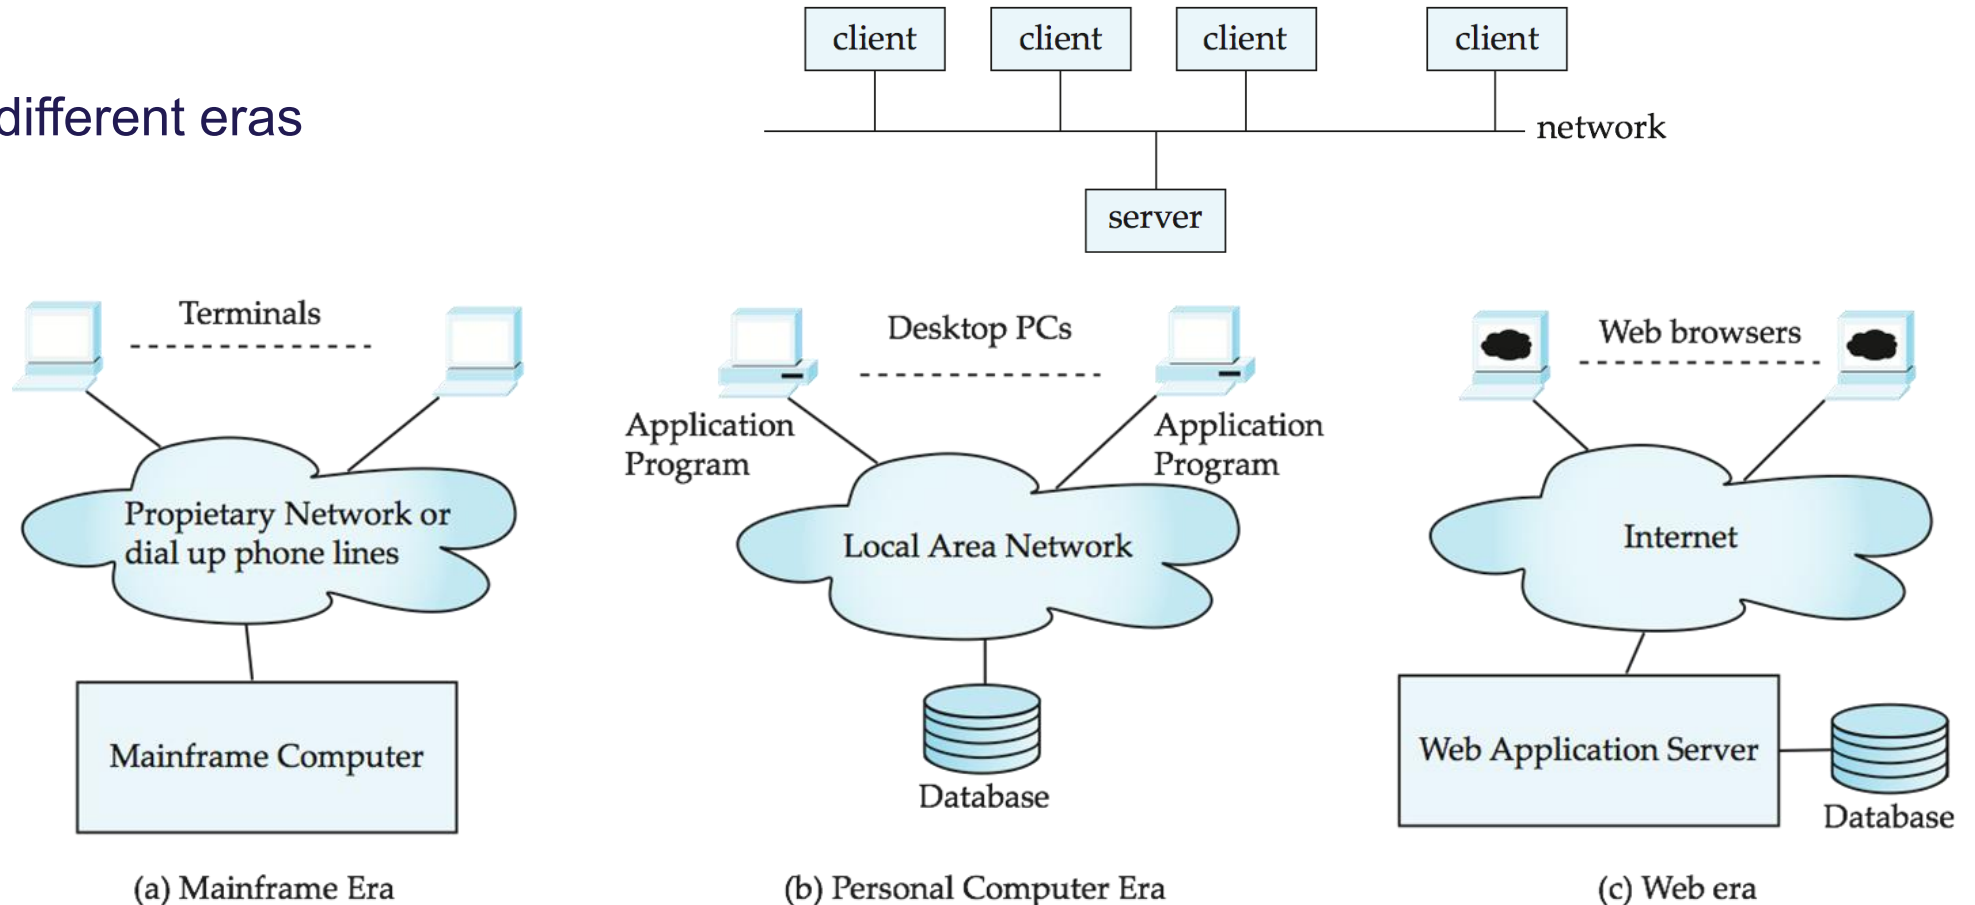 different eras
client
client
client
client
network
server
Terminals
Propietary Network or
dial up phone lines
Mainframe Computer
(a) Mainframe Era
Desktop PCs
Application
Program
Application
Program
Local Area Network
Database
(b) Personal Computer Era
Web browsers
Internet
Web Application Server
Database
(c) Web era